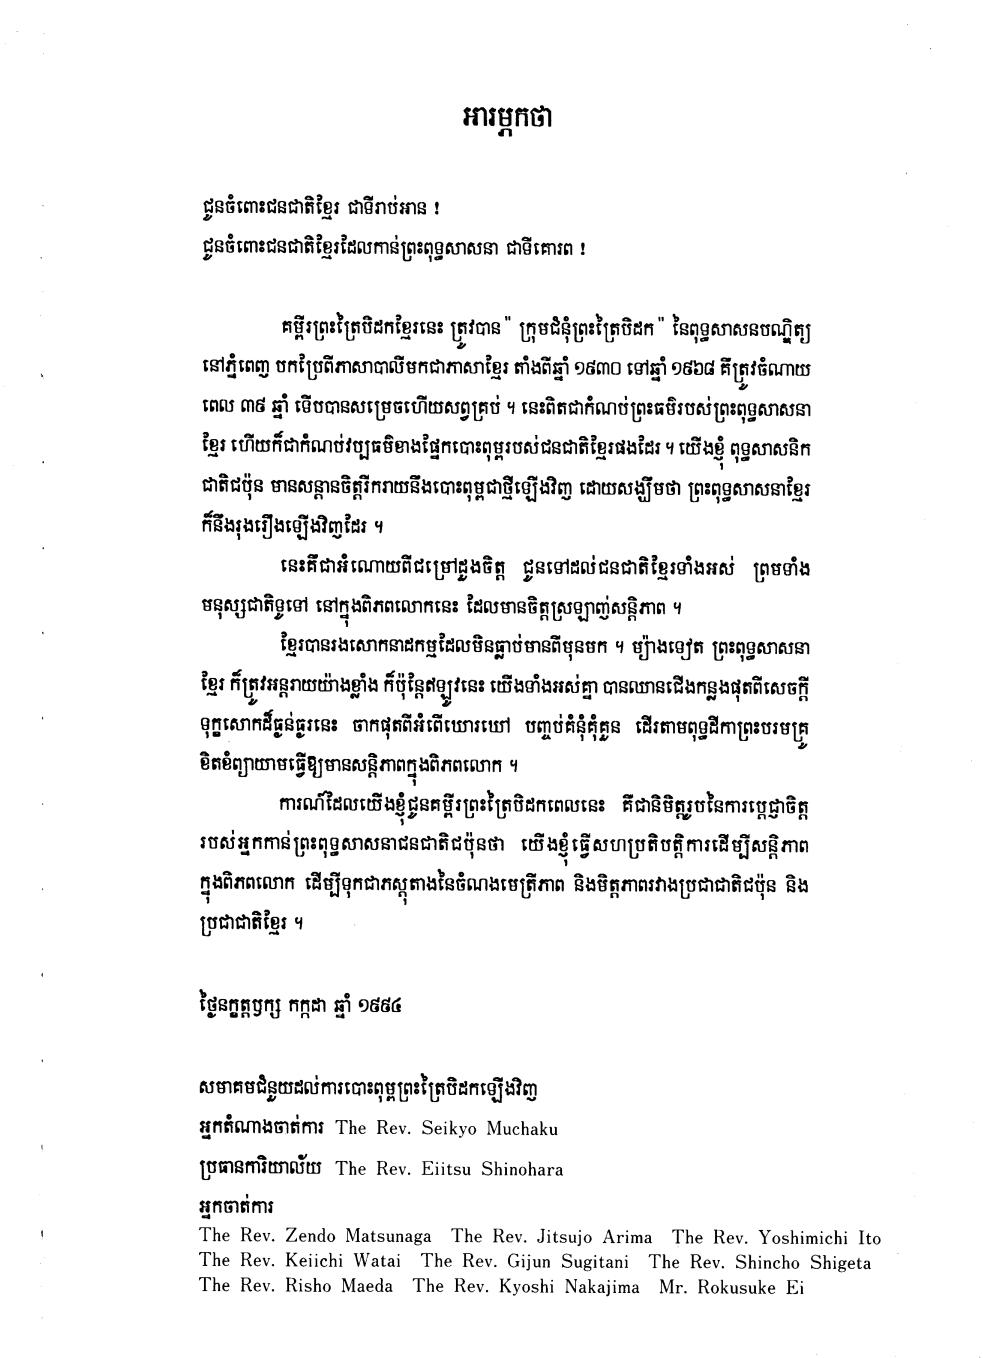 អារម្ភកថា
ជូនចំពោះជនជាតិខ្មែរ ជាទីរាប់អាន !
ជូនចំពោះជនជាតិខ្មែរដែលកាន់ព្រះពុទ្ធសាសនា ជាទីគោរព !
គម្ពីរព្រះត្រៃបិដកខ្មែរនេះ ត្រូវបាន" ក្រុមជំនុំព្រះត្រៃបិដក" នៃពុទ្ធសាសនបណ្ឌិត្យ
នៅភ្នំពេញ បកប្រែពីភាសាបាលីមកជាភាសាខ្មែរ តាំងពីឆ្នាំ ១៩៣០ ទៅឆ្នាំ ១៩៦៨ គឺត្រូវចំណាយ
ពេល ៣៩ ឆ្នាំ ទើបបានសម្រេចហើយសព្វគ្រប់ ។ នេះពិតជាកំណប់ព្រះធម៌របស់ព្រះពុទ្ធសាសនា
ខ្មែរ ហើយក៏ជាកំណប់វប្បធម៌ខាងផ្នែកបោះពុម្ពរបស់ជនជាតិខ្មែរផងដែរ ។ យើងខ្ញុំ ពុទ្ធសាសនិក
ជាតិជប៉ុន មានសន្តានចិត្តរីករាយនឹងបោះពុម្ពជាថ្មីឡើងវិញ ដោយសង្ឃឹមថា ព្រះពុទ្ធសាសនាខ្មែរ
ក៏នឹងរុងរឿងឡើងវិញដែរ ។
នេះគឺជាអំណោយពីជម្រៅដួងចិត្ត ជូនទៅដល់ជនជាតិខ្មែរទាំងអស់ ព្រមទាំង
មនុស្សជាតិទូទៅ នៅក្នុងពិភពលោកនេះ ដែលមានចិត្តស្រឡាញ់សន្តិភាព ។
ខ្មែរបានរងសោកនាដកម្មដែលមិនធ្លាប់មានពីមុនមក ។ ម្យ៉ាងទៀត ព្រះពុទ្ធសាសនា
ខ្មែរ ក៏ត្រូវអន្តរាយយ៉ាងខ្លាំង ក៏ប៉ុន្តែឥឡូវនេះ យើងទាំងអស់គ្នា បានឈានជើងកន្លងផុតពីសេចក្តី
ទុក្ខសោកដ៏ធ្ងន់ធ្ងរនេះ ចាកផុតពីអំពើឃោរឃៅ បញ្ចប់គំនុំគុំគួន ដើរតាមពុទ្ធដីកាព្រះបរមគ្រូ
ខិតខំព្យាយាមធ្វើឱ្យមានសន្តិភាពក្នុងពិភពលោក ។
ការណ៍ដែលយើងខ្ញុំជូនគម្ពីរព្រះត្រៃបិដកពេលនេះ គឺជានិមិត្តរូបនៃការប្តេជ្ញាចិត្ត
របស់អ្នកកាន់ព្រះពុទ្ធសាសនាជនជាតិជប៉ុនថា យើងខ្ញុំធ្វើសហប្រតិបត្តិការដើម្បីសន្តិភាព
ក្នុងពិភពលោក ដើម្បីទុកជាភស្តុតាងនៃចំណងមេត្រីភាព និងមិត្តភាពរវាងប្រជាជាតិជប៉ុន និង
ប្រជាជាតិខ្មែរ ។
ថ្ងៃនក្ខត្តឫក្ស កក្កដា ឆ្នាំ ១៩៩៤
សមាគមជំនួយដល់ការបោះពុម្ពព្រះត្រៃបិដកឡើងវិញ
អ្នកតំណាងចាត់ការ The Rev. Seikyo Muchaku
ប្រធានការិយាល័យ The Rev. Eiitsu Shinohara
អ្នកចាត់ការ
The Rev. Zendo Matsunaga The Rev. Jitsujo Arima The Rev. Yoshimichi Ito
The Rev. Keiichi Watai The Rev. Gijun Sugitani The Rev. Shincho Shigeta
The Rev. Risho Maeda The Rev. Kyoshi Nakajima Mr. Rokusuke Ei